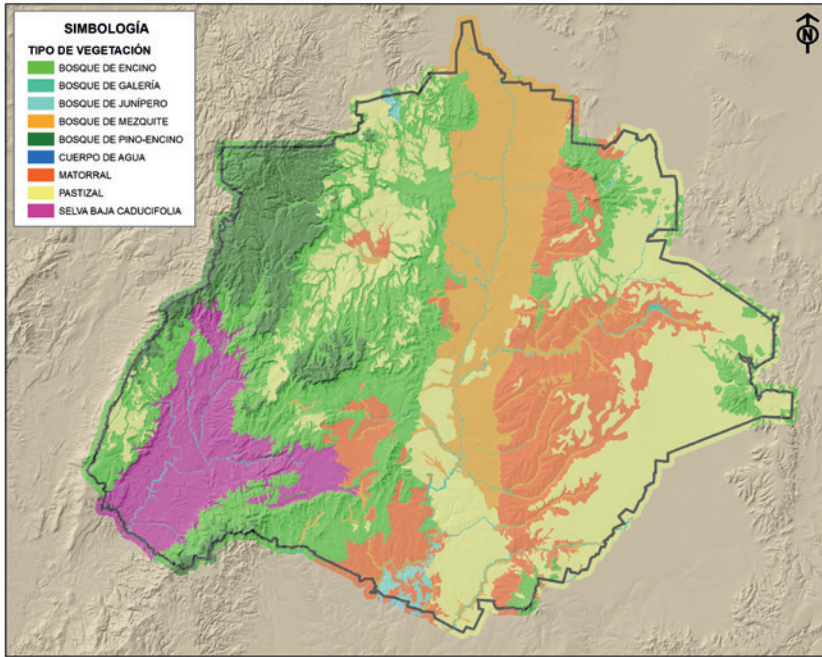 SIMBOLOGÍA
TIPO DE VEGETACIÓN
BOSQUE DE ENCINO
BOSQUE DE GALERÍA
BOSQUE DE JUNÍPERO
BOSQUE DE MEZQUITE
BOSQUE DE PINO-ENCINO
CUERPO DE AGUA
MATORRAL
PASTIZAL
SELVA BAJA CADUCIFOLIA
N